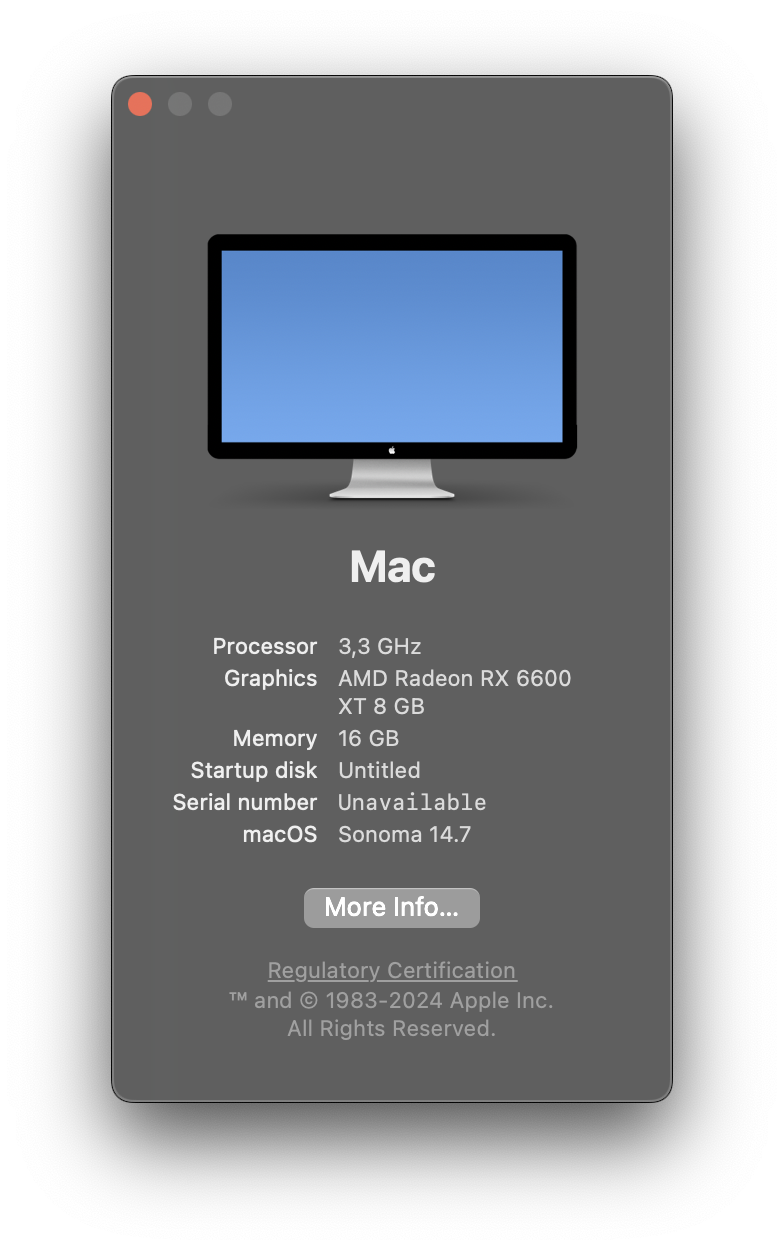 Mac
Processor 3,3 GHz
Graphics AMD Radeon RX 6600
XT 8 GB
Memory 16 GB
Startup disk Untitled
Serial number Unavailable
macOS Sonoma 14.7
More Info...
Regulatory Certification
™ and © 1983-2024 Apple Inc.
All Rights Reserved.